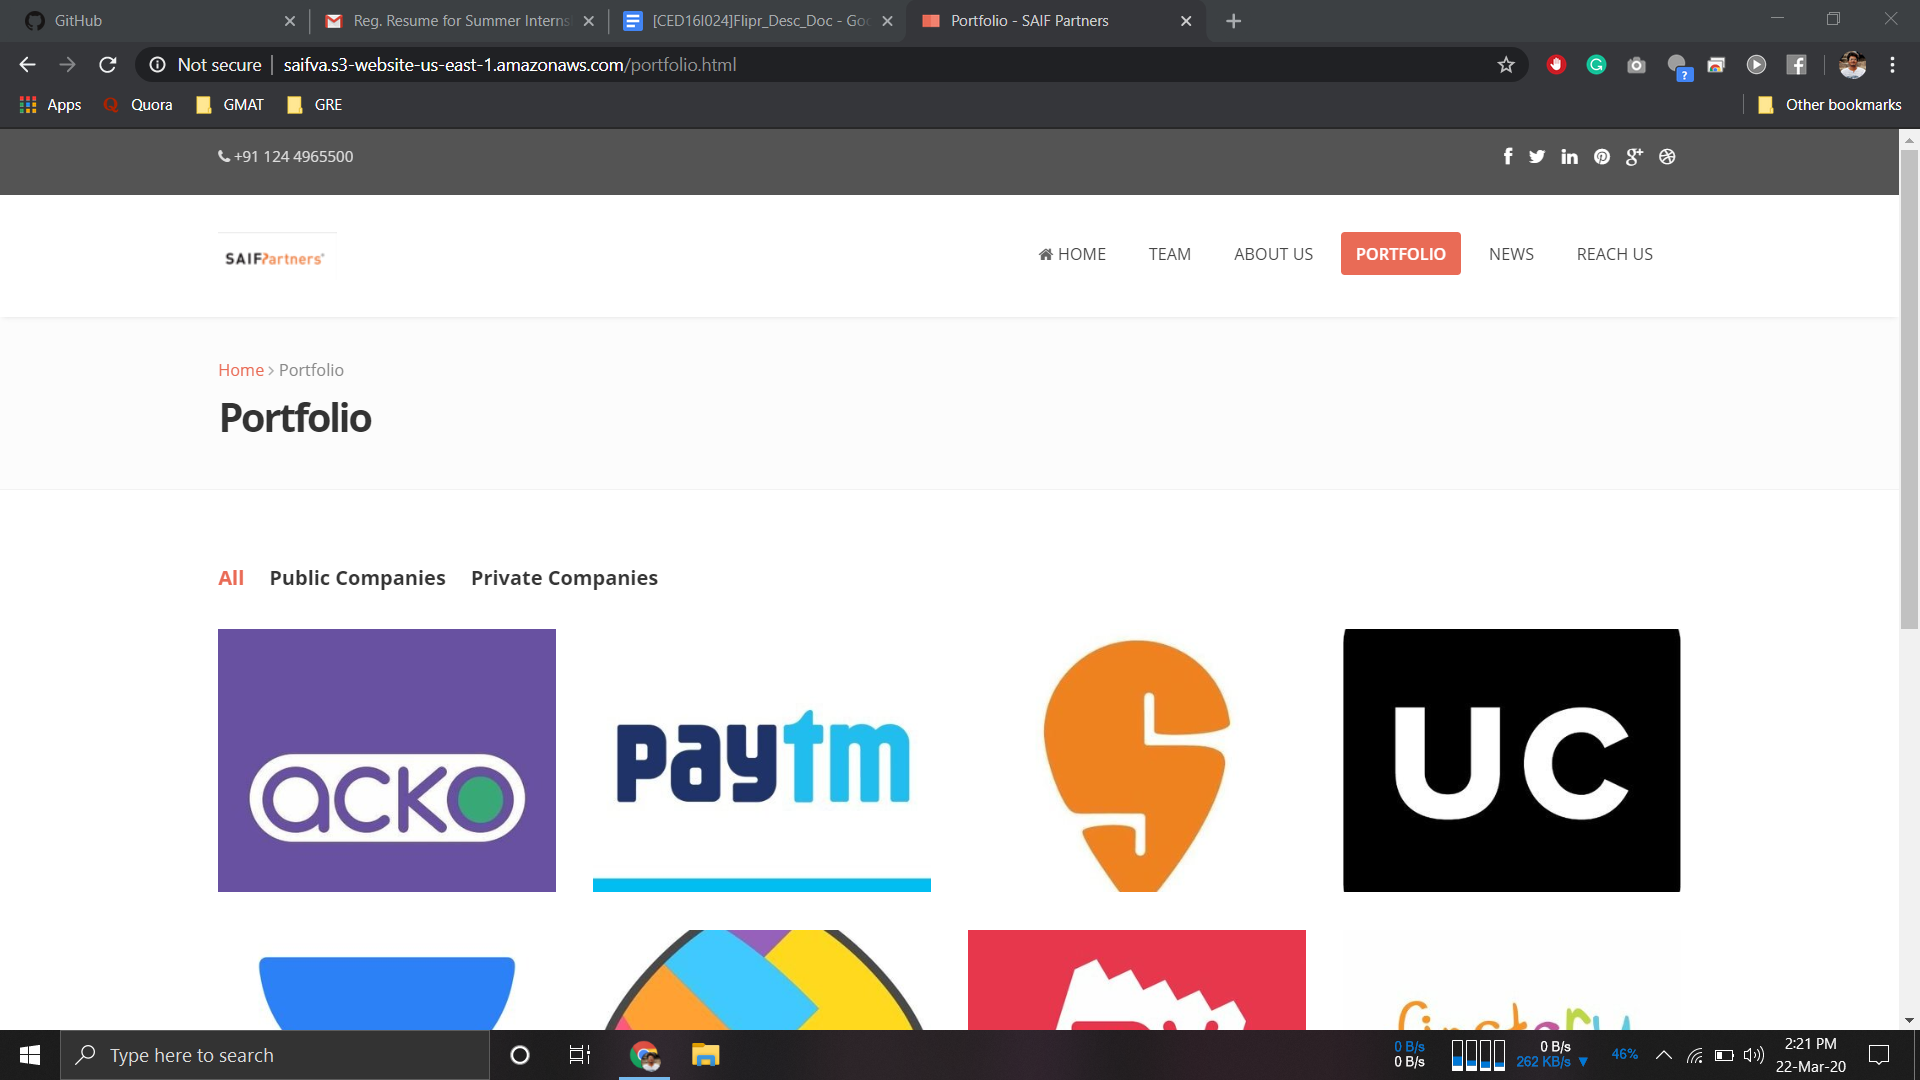 GitHub
Reg. Resume for Summer Interns
[CED16I024]Flipr_Desc_Doc - Goo
Portfolio - SAIF Partners
Not secure
saifva.s3-website-us-east-1.amazonaws.com/portfolio.html
Apps
Quora
GMAT
GRE
Other bookmarks
+91 124 4965500
SAIFPartners
HOME
TEAM
ABOUT US
PORTFOLIO
NEWS
REACH US
Home > Portfolio
Portfolio
All
Public Companies
Private Companies
acko
paytm
UC
Type here to search
0 B/s
0 B/s
0 B/s
262 KB/s
46%
2:21 PM
22-Mar-20